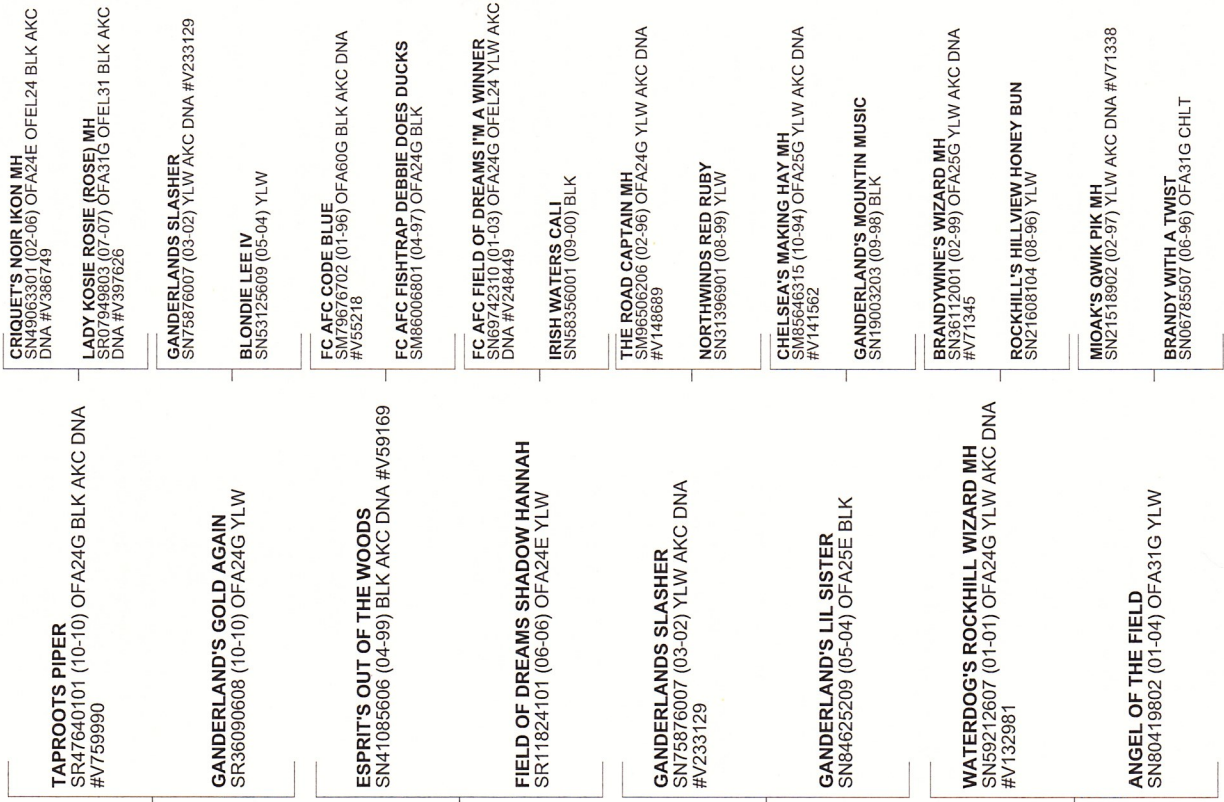 CRIQUET'S NOIR IKON MH
SN49063301 (02-06) OFA24E OFEL24 BLK AKC
DNA #V386749
LADY KOSIE ROSIE (ROSE) MH
SR07949803 (07-07) OFA31G OFEL31 BLK AKC
DNA #V397626
GANDERLANDS SLASHER
SN75876007 (03-02) YLW AKC DNA #V233129
BLONDIE LEE IV
SN53125609 (05-04) YLW
FC AFC CODE BLUE
SM79676702 (01-96) OFA60G BLK AKC DNA
#V55218
FC AFC FISHTRAP DEBBIE DOES DUCKS
SM86006801 (04-97) OFA24G BLK
FC AFC FIELD OF DREAMS I'M A WINNER
SN69742310 (01-03) OFA24G OFEL24 YLW AKC
DNA #V248449
IRISH WATERS CALI
SN58356001 (09-00) BLK
THE ROAD CAPTAIN MH
SM96506206 (02-96) OFA24G YLW AKC DNA
#V148689
NORTHWINDS RED RUBY
SN31396901 (08-99) YLW
CHELSEA'S MAKING HAY MH
SM85646315 (10-94) OFA25G YLW AKC DNA
#V141562
GANDERLAND'S MOUNTIN MUSIC
SN19003203 (09-98) BLK
BRANDYWINE'S WIZARD MH
SN36112001 (02-99) OFA25G YLW AKC DNA
#V71345
ROCKHILL'S HILLVIEW HONEY BUN
SN21608104 (08-96) YLW
MIOAK'S QWIK PIK MH
SN21518902 (02-97) YLW AKC DNA #V71338
BRANDY WITH A TWIST
SN06785507 (06-96) OFA31G CHLT
TAPROOTS PIPER
SR47640101 (10-10) OFA24G BLK AKC DNA
#V759990
GANDERLAND'S GOLD AGAIN
SR36090608 (10-10) OFA24G YLW
ESPRIT'S OUT OF THE WOODS
SN41085606 (04-99) BLK AKC DNA #V59169
FIELD OF DREAMS SHADOW HANNAH
SR11824101 (06-06) OFA24E YLW
GANDERLANDS SLASHER
SN75876007 (03-02) YLW AKC DNA
#V233129
GANDERLAND'S LIL SISTER
SN84625209 (05-04) OFA25E BLK
WATERDOG'S ROCKHILL WIZARD MH
SN59212607 (01-01) OFA24G YLW AKC DNA
#V132981
ANGEL OF THE FIELD
SN80419802 (01-04) OFA31G YLW